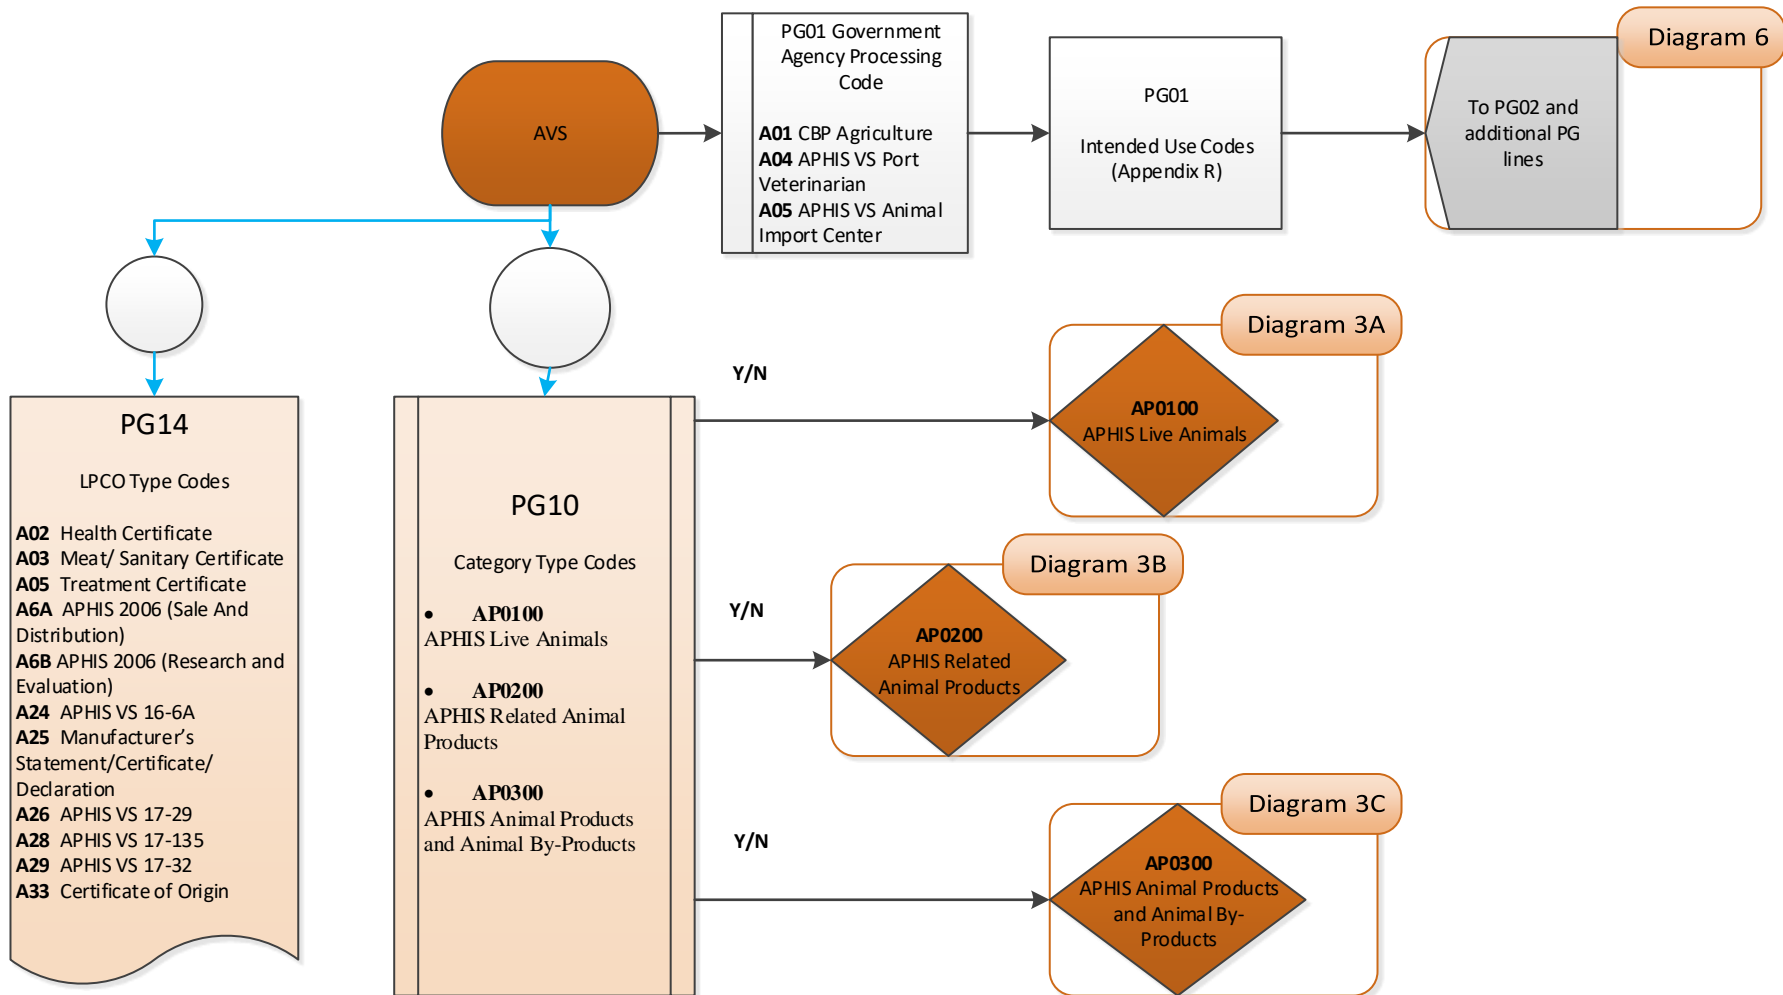 AVS
PG01 Government
Agency Processing
Code
A01 CBP Agriculture
A04 APHIS VS Port
Veterinarian
A05 APHIS VS Animal
Import Center
PG01
Intended Use Codes
(Appendix R)
Diagram 6
To PG02 and
additional PG
lines
PG14
LPCO Type Codes
A02 Health Certificate
A03 Meat/ Sanitary Certificate
A05 Treatment Certificate
A6A APHIS 2006 (Sale And
Distribution)
A6B APHIS 2006 (Research and
Evaluation)
A24 APHIS VS 16-6A
A25 Manufacturer’s
Statement/Certificate/
Declaration
A26 APHIS VS 17-29
A28 APHIS VS 17-135
A29 APHIS VS 17-32
A33 Certificate of Origin
PG10
Category Type Codes
• AP0100
APHIS Live Animals
• AP0200
APHIS Related Animal
Products
• AP0300
APHIS Animal Products
and Animal By-Products
Y/N
Diagram 3A
AP0100
APHIS Live Animals
Y/N
Diagram 3B
AP0200
APHIS Related
Animal Products
Y/N
Diagram 3C
AP0300
APHIS Animal Products
and Animal By-
Products